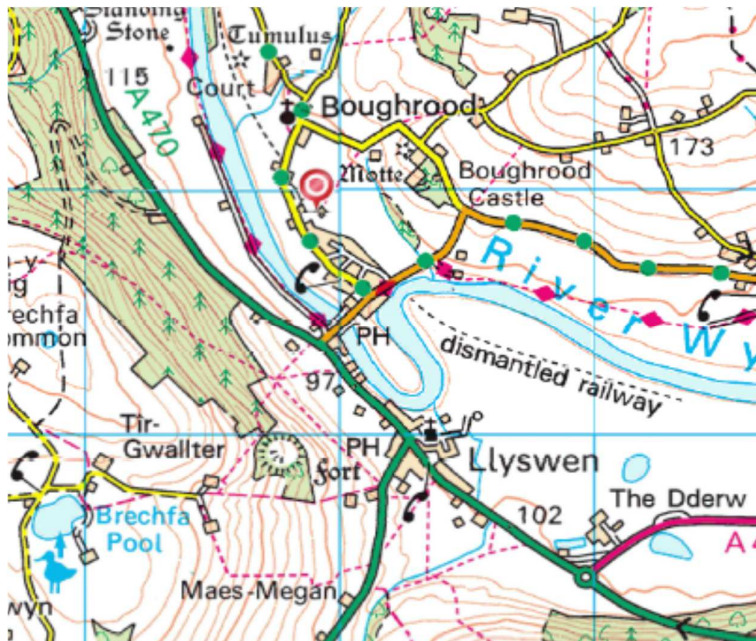 Standing
Stone
Tumulus
115
A 470
Court
Boughrood
173
Motte
Boughrood
Castle
River Wy
PH
dismantled railway
97
Tir-
Gwallter
Fort
PH
Llyswen
Brechfa
Pool
102
The Dderw
Maes-Megan